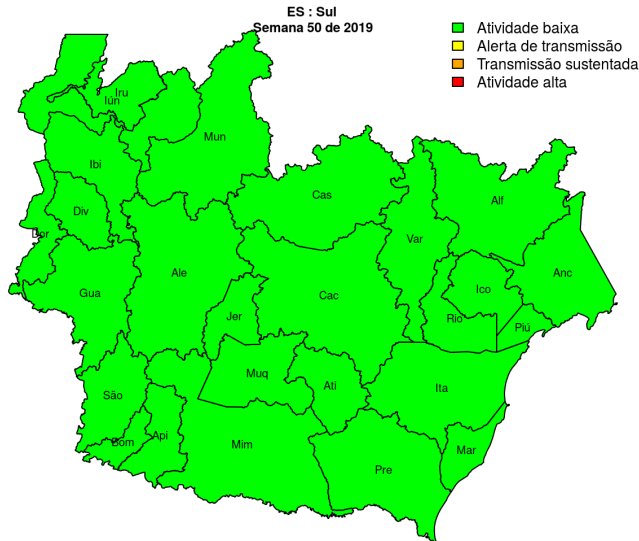 ES : Sul
Semana 50 de 2019
Atividade baixa
Alerta de transmissão
Transmissão sustentada
Atividade alta
Iru
Iún
Mun
Ibi
Cas
Alf
Div
Dor
Var
Ale
Anc
Gua
Cac
Ico
Jer
Rio
Piú
Muq
Ati
Ita
São
Bom
Api
Mim
Mar
Pre